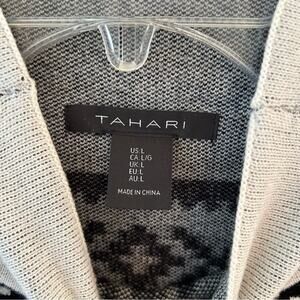 TAHARI
US:L
CA:L/G
UK:L
EU:L
AU:L
MADE IN CHINA